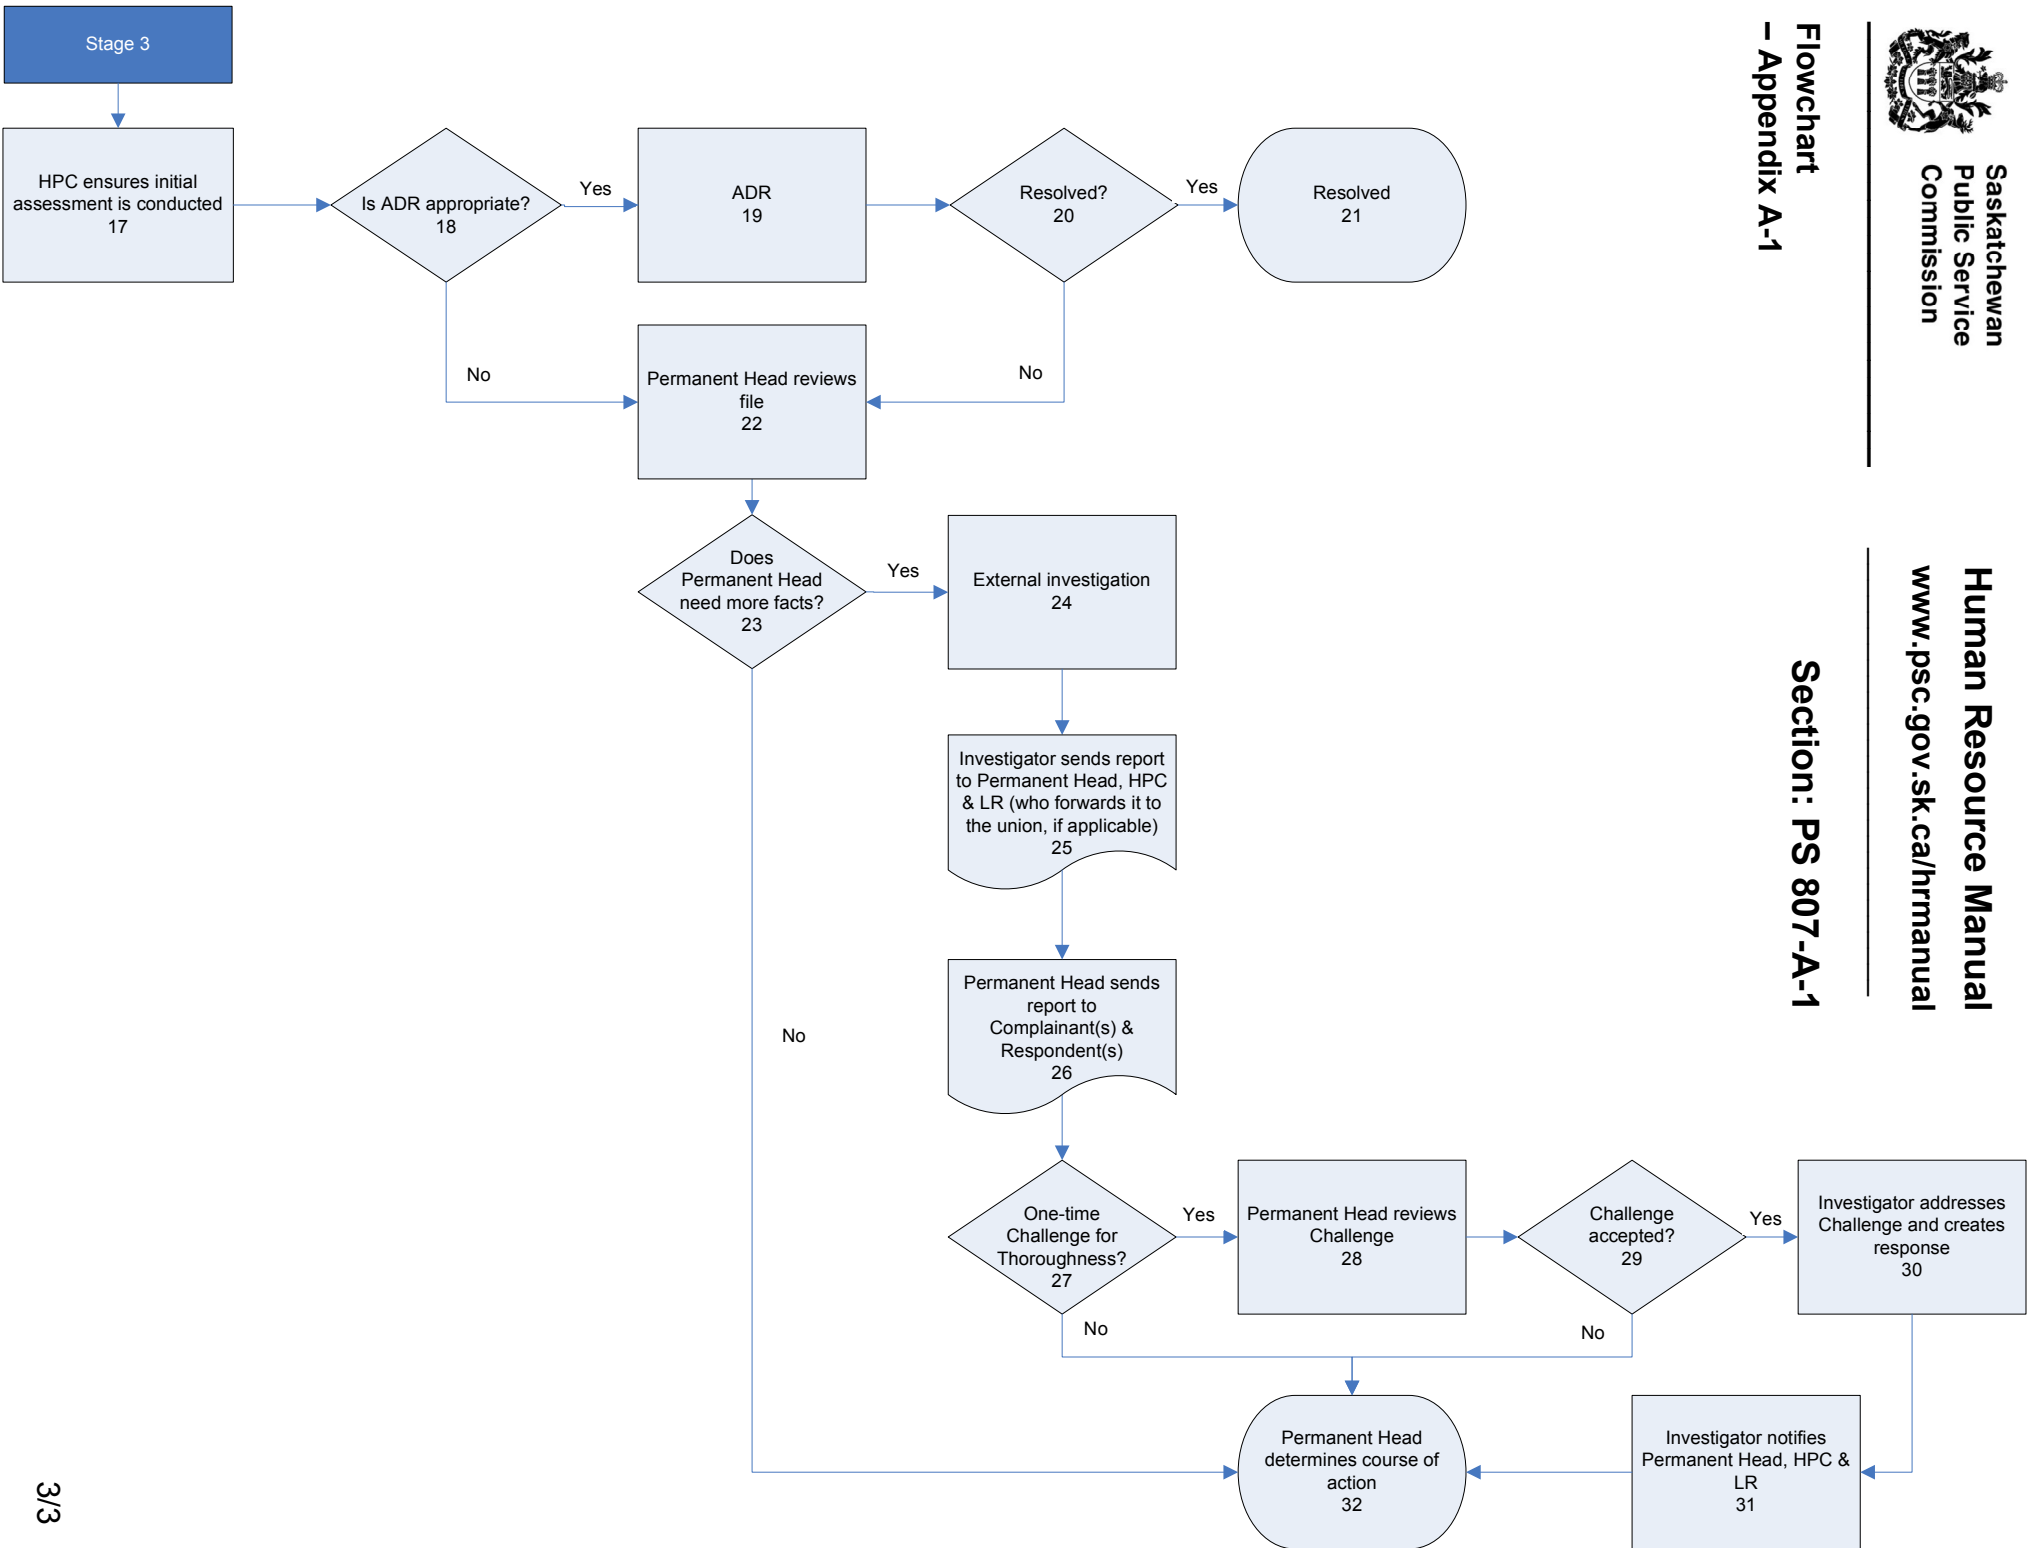 Saskatchewan
Public Service
Commission
Flowchart
– Appendix A-1
Human Resource Manual
www.psc.gov.sk.ca/hrmanual
Section: PS 807-A-1
Stage 3
HPC ensures initial
assessment is conducted
17
Is ADR appropriate?
18
Yes
No
ADR
19
Resolved?
20
Yes
No
Resolved
21
Permanent Head reviews
file
22
Does
Permanent Head
need more facts?
23
Yes
No
External investigation
24
Investigator sends report
to Permanent Head, HPC
& LR (who forwards it to
the union, if applicable)
25
Permanent Head sends
report to
Complainant(s) &
Respondent(s)
26
One-time
Challenge for
Thoroughness?
27
Yes
No
Permanent Head reviews
Challenge
28
Challenge
accepted?
29
Yes
No
Investigator addresses
Challenge and creates
response
30
Investigator notifies
Permanent Head, HPC &
LR
31
Permanent Head
determines course of
action
32
3/3